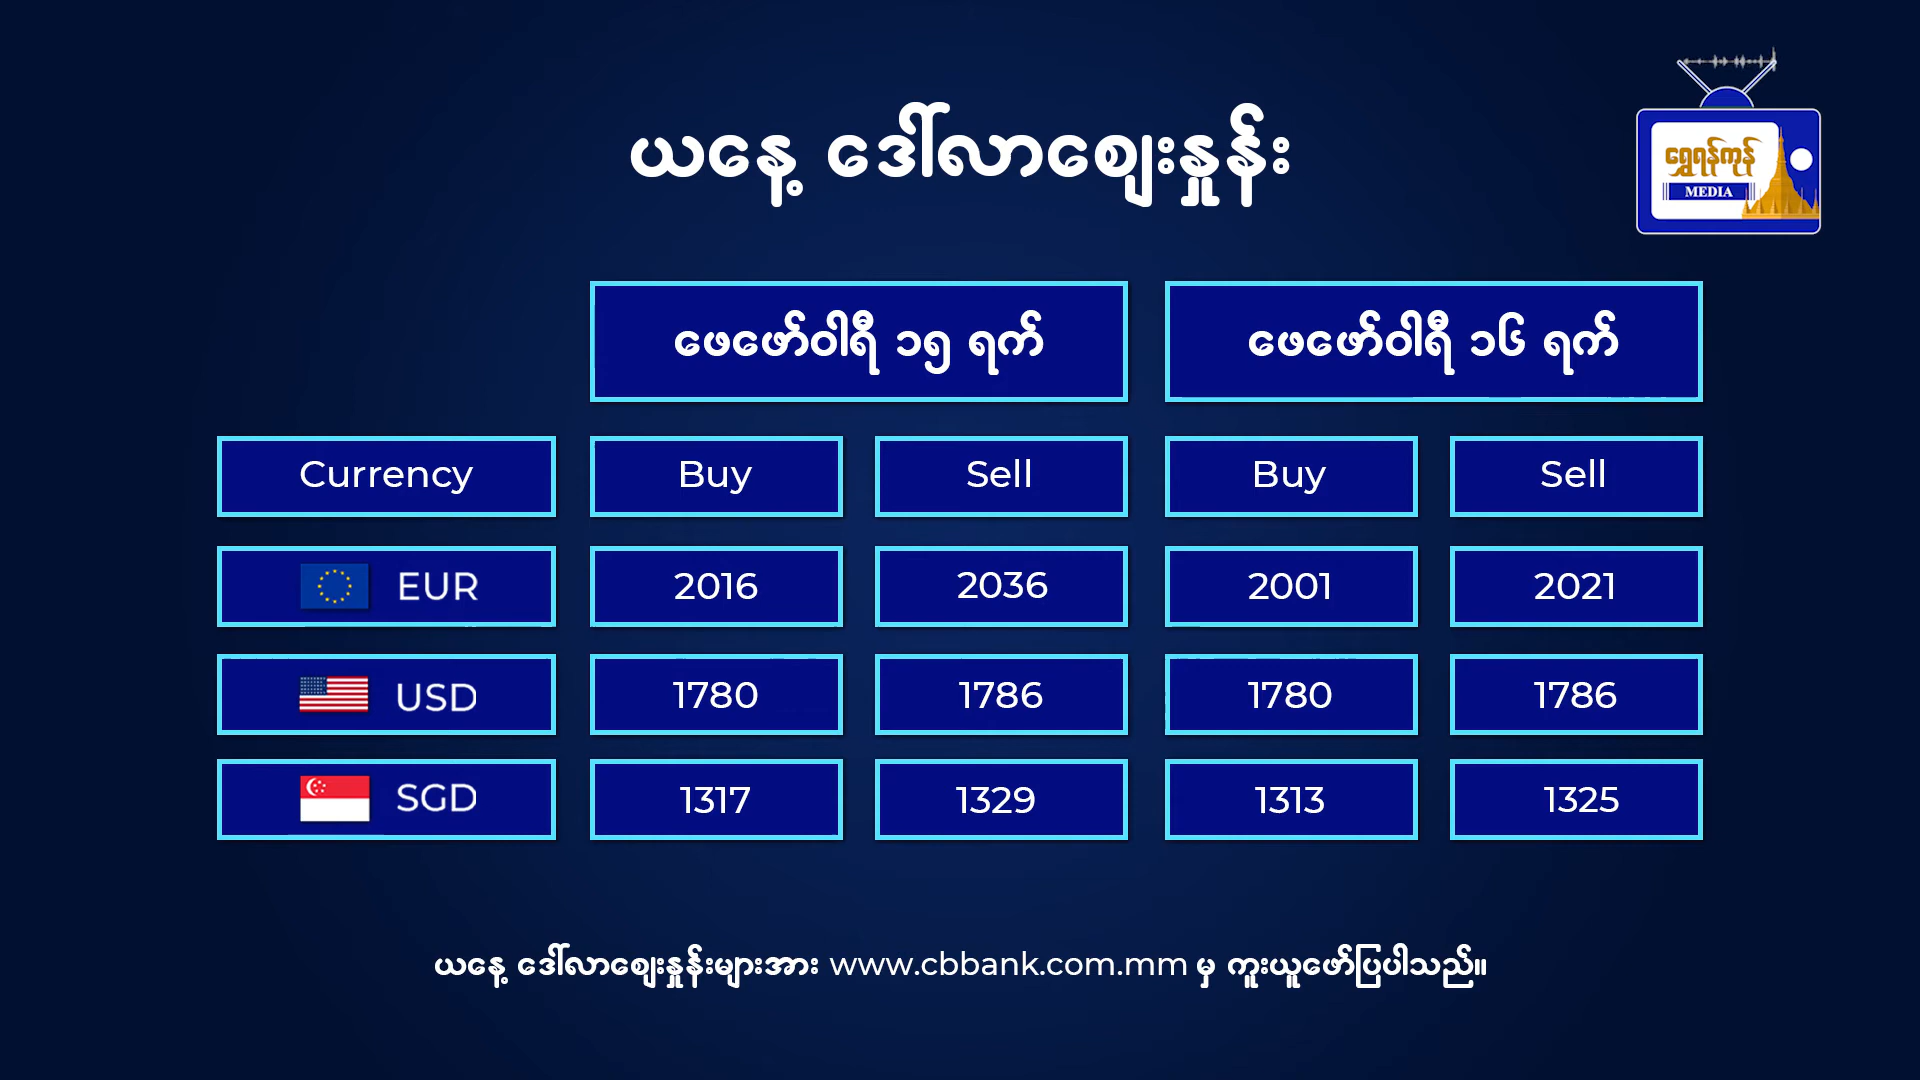 ရွှေရန်ကုန်
MEDIA
ယနေ့ ဒေါ်လာစျေးနှုန်း
ဖေဖော်ဝါရီ ၁၅ ရက် ဖေဖော်ဝါရီ ၁၆ ရက်
Currency Buy Sell Buy Sell
EUR 2016 2036 2001 2021
USD 1780 1786 1780 1786
SGD 1317 1329 1313 1325
ယနေ့ ဒေါ်လာစျေးနှုန်းများအား www.cbbank.com.mm မှ ကူးယူဖော်ပြပါသည်။